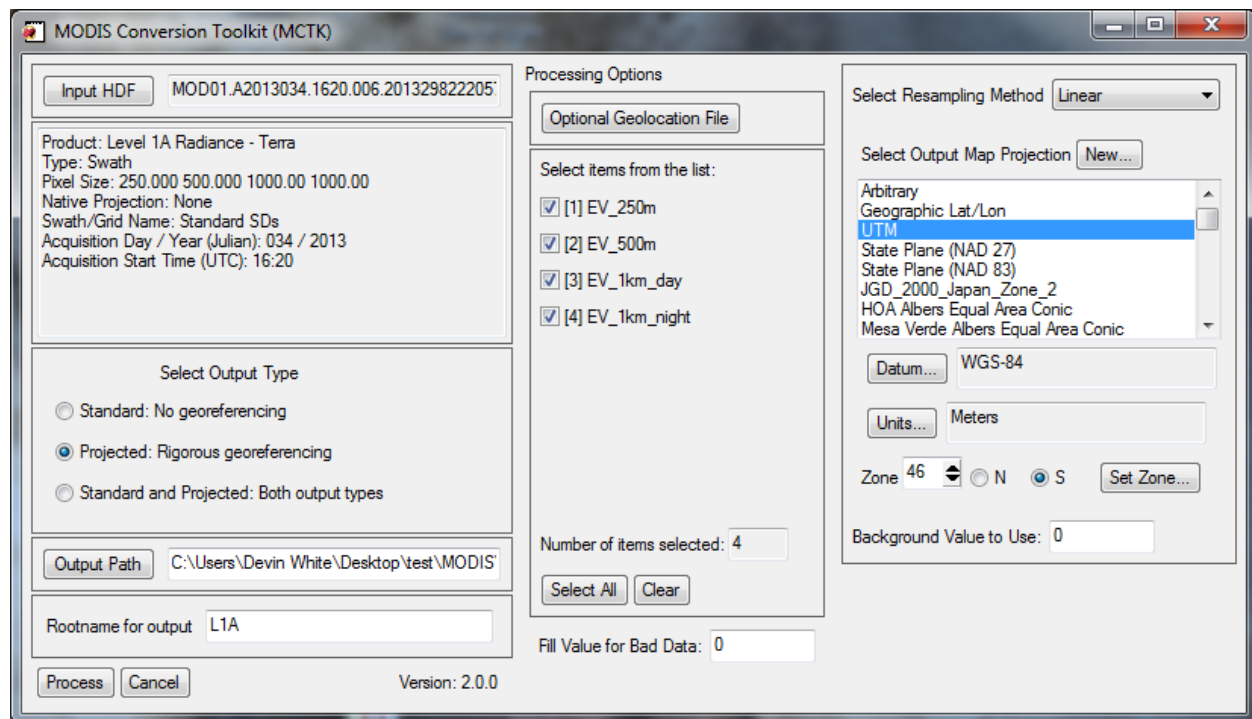 MODIS Conversion Toolkit (MCTK)
Input HDF
MOD01.A2013034.1620.006.201329822205
Product: Level 1A Radiance - Terra
Type: Swath
Pixel Size: 250.000 500.000 1000.00 1000.00
Native Projection: None
Swath/Grid Name: Standard SDs
Acquisition Day / Year (Julian): 034 / 2013
Acquisition Start Time (UTC): 16:20
Select Output Type
Standard: No georeferencing
Projected: Rigorous georeferencing
Standard and Projected: Both output types
Output Path
C:\Users\Devin White\Desktop\test\MODIS
Rootname for output
L1A
Process
Cancel
Version: 2.0.0
Processing Options
Optional Geolocation File
Select items from the list:
[1] EV_250m
[2] EV_500m
[3] EV_1km_day
[4] EV_1km_night
Number of items selected: 4
Select All
Clear
Fill Value for Bad Data: 0
Select Resampling Method
Linear
Select Output Map Projection
New...
Arbitrary
Geographic Lat/Lon
UTM
State Plane (NAD 27)
State Plane (NAD 83)
JGD_2000_Japan_Zone_2
HOA Albers Equal Area Conic
Mesa Verde Albers Equal Area Conic
Datum...
WGS-84
Units...
Meters
Zone 46
N
S
Set Zone...
Background Value to Use: 0